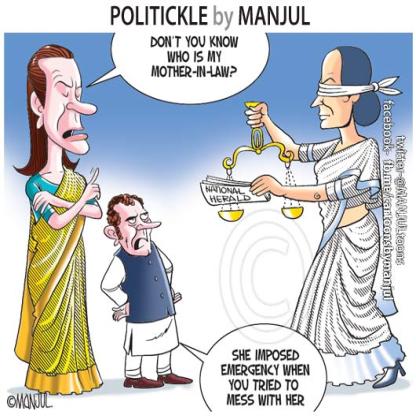 POLITICKLE by MANJUL
DON'T YOU KNOW
WHO IS MY
MOTHER-IN-LAW?
NATIONAL
HERALD
twitter-@MANJULtoons
facebook- fb.me/cartoonsbymanjul
SHE IMPOSED
EMERGENCY WHEN
YOU TRIED TO
MESS WITH HER
©MANJUL